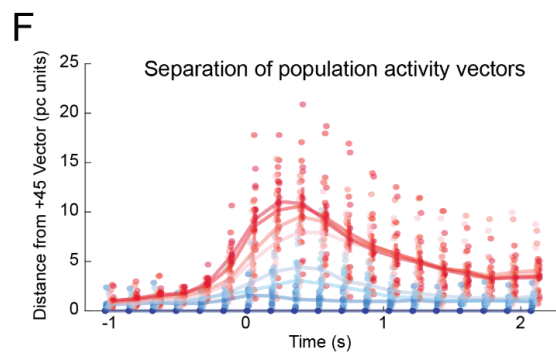 F
Separation of population activity vectors
Distance from +45 Vector (pc units)
25
20
15
10
5
0
-1 0 1 2
Time (s)